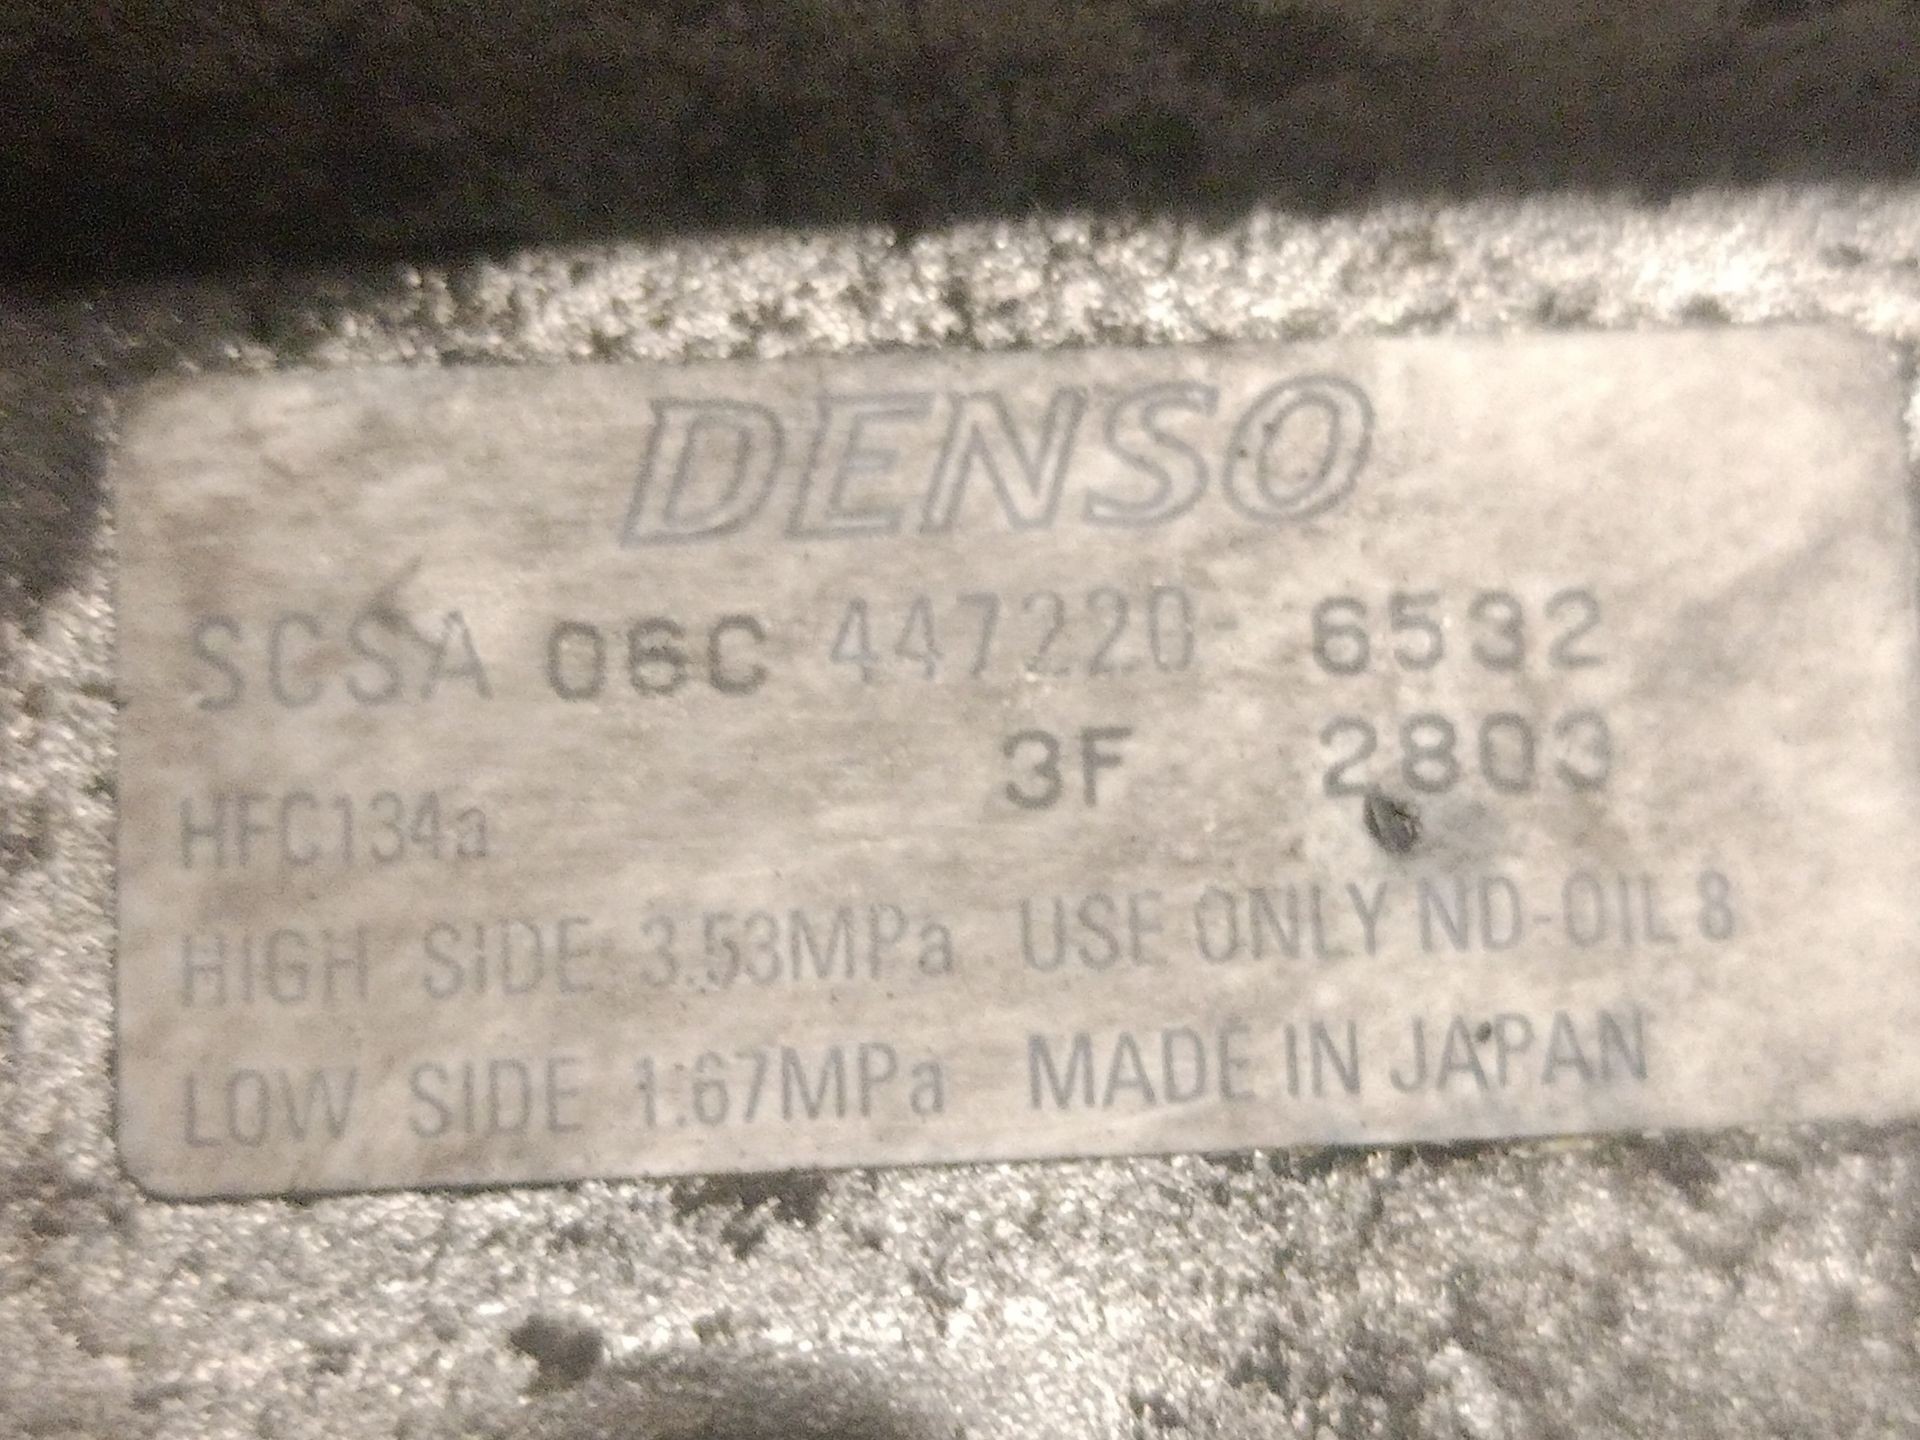 DENSO
SCSA 06C 447220-6532
3F 2803
HFC134a
HIGH SIDE 3.53MPa USE ONLY ND-OIL 8
LOW SIDE 1.67MPa MADE IN JAPAN